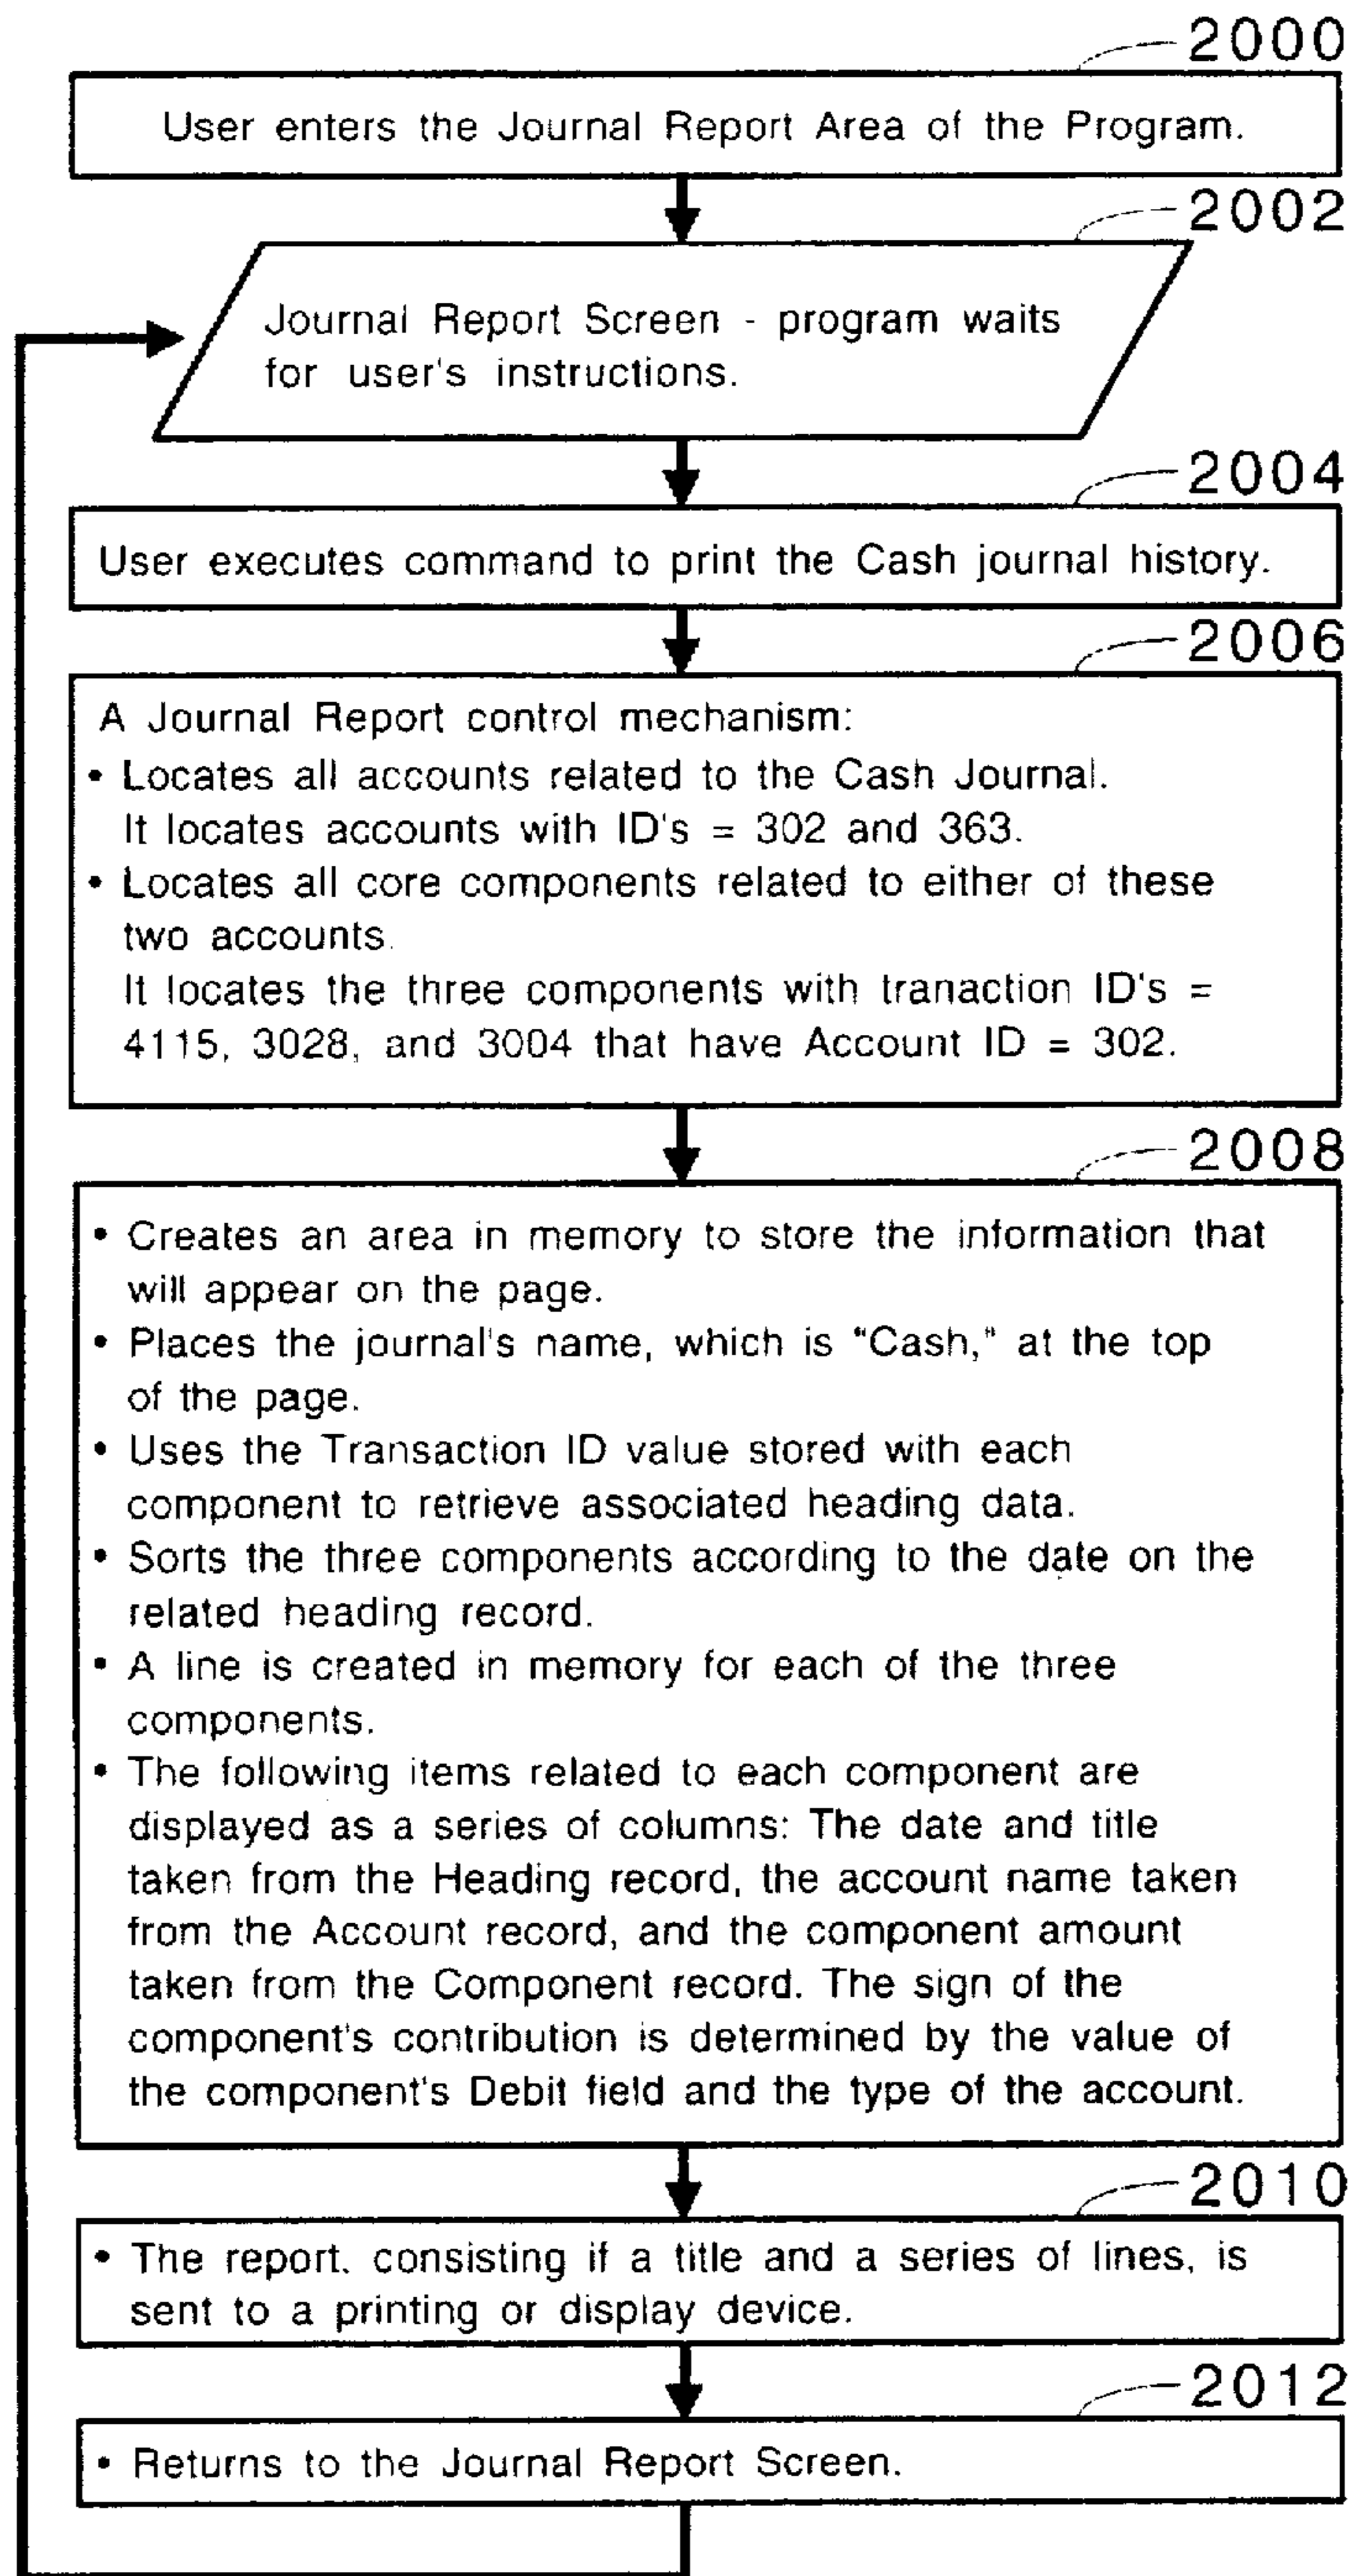 2000
User enters the Journal Report Area of the Program.
2002
Journal Report Screen - program waits
for user's instructions.
2004
User executes command to print the Cash journal history.
2006
A Journal Report control mechanism:
• Locates all accounts related to the Cash Journal.
It locates accounts with ID's = 302 and 363.
• Locates all core components related to either of these
two accounts.
It locates the three components with tranaction ID's =
4115, 3028, and 3004 that have Account ID = 302.
2008
• Creates an area in memory to store the information that
will appear on the page.
• Places the journal's name, which is "Cash," at the top
of the page.
• Uses the Transaction ID value stored with each
component to retrieve associated heading data.
• Sorts the three components according to the date on the
related heading record.
• A line is created in memory for each of the three
components.
• The following items related to each component are
displayed as a series of columns: The date and title
taken from the Heading record, the account name taken
from the Account record, and the component amount
taken from the Component record. The sign of the
component's contribution is determined by the value of
the component's Debit field and the type of the account.
2010
• The report. consisting if a title and a series of lines, is
sent to a printing or display device.
2012
• Returns to the Journal Report Screen.